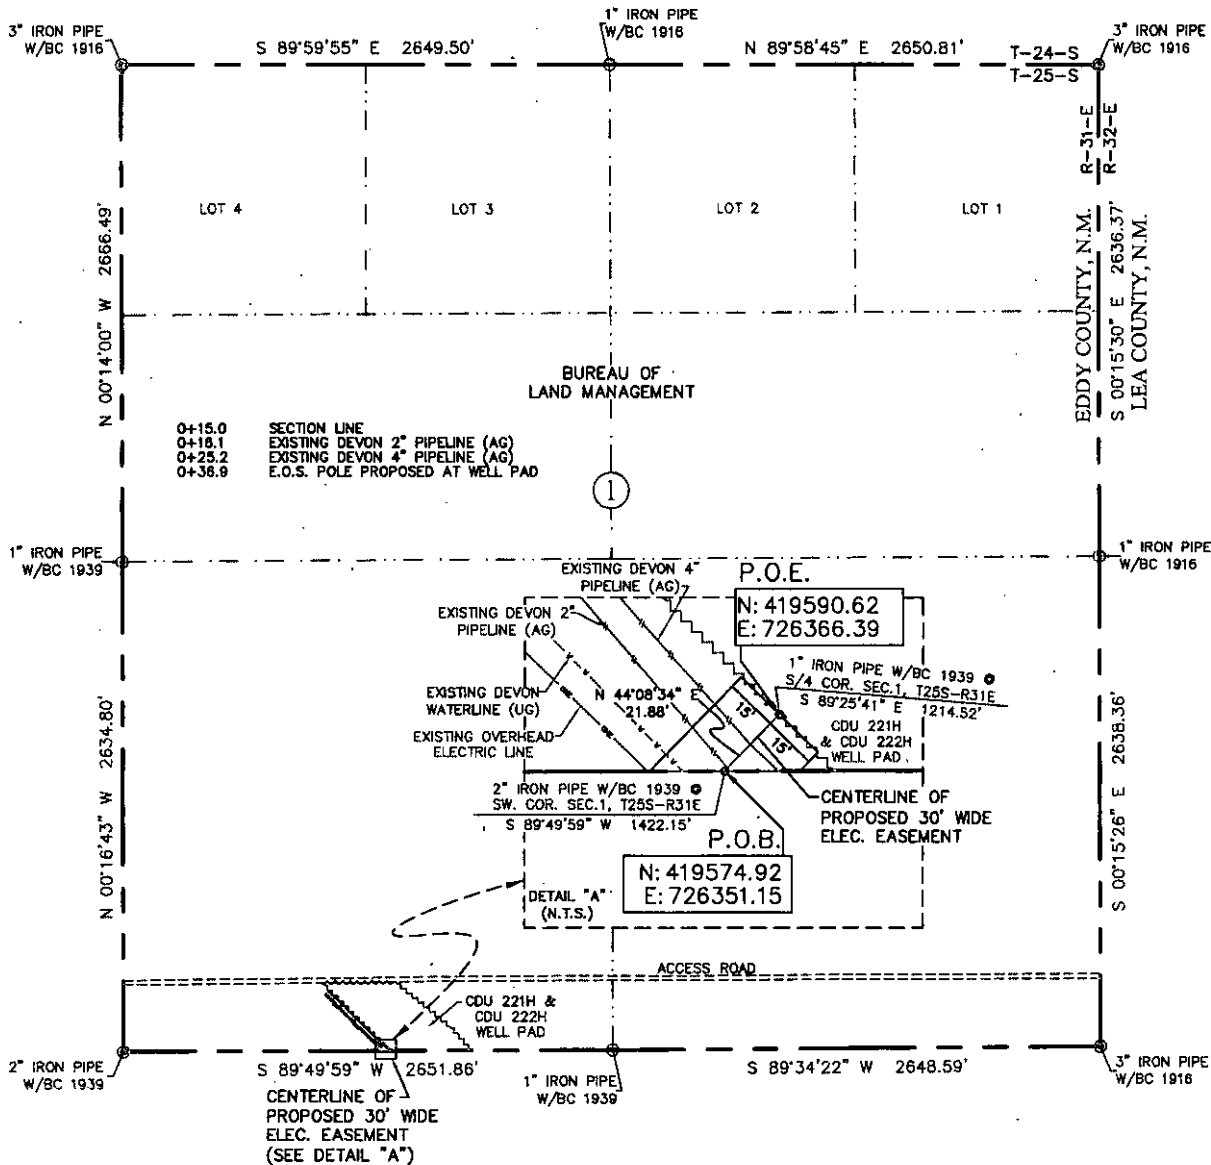 3" IRON PIPE
W/BC 1916
S 89°59'55" E 2649.50'
1" IRON PIPE
W/BC 1916
N 89°58'45" E 2650.81'
3" IRON PIPE
W/BC 1916
T-24-S
T-25-S
R-31-E
R-32-E
LOT 4
LOT 3
LOT 2
LOT 1
N 00°14'00" W 2666.49'
EDDY COUNTY, N.M.
S 00°15'30" E 2636.37'
LEA COUNTY, N.M.
BUREAU OF
LAND MANAGEMENT
0+15.0 SECTION LINE
0+18.1 EXISTING DEVON 2" PIPELINE (AG)
0+25.2 EXISTING DEVON 4" PIPELINE (AG)
0+36.9 E.O.S. POLE PROPOSED AT WELL PAD
1
1" IRON PIPE
W/BC 1939
1" IRON PIPE
W/BC 1916
EXISTING DEVON 4"
PIPELINE (AG)
P.O.E.
N: 419590.62
E: 726366.39
EXISTING DEVON 2"
PIPELINE (AG)
1" IRON PIPE W/BC 1939 @
S/4 COR. SEC.1, T25S-R31E
S 89°25'41" E 1214.52'
EXISTING DEVON
WATERLINE (UG)
N 44°08'34" E
21.88'
15'
15'
EXISTING OVERHEAD
ELECTRIC LINE
CDU 221H
& CDU 222H
WELL PAD
2" IRON PIPE W/BC 1939 @
SW. COR. SEC.1, T25S-R31E
S 89°49'59" W 1422.15'
CENTERLINE OF
PROPOSED 30' WIDE
ELEC. EASEMENT
P.O.B.
N: 419574.92
E: 726351.15
DETAIL "A"
(N.T.S.)
N 00°16'43" W 2634.80'
S 00°15'26" E 2638.36'
ACCESS ROAD
CDU 221H &
CDU 222H
WELL PAD
2" IRON PIPE
W/BC 1939
S 89°49'59" W 2651.86'
1" IRON PIPE
W/BC 1939
S 89°34'22" W 2648.59'
3" IRON PIPE
W/BC 1916
CENTERLINE OF
PROPOSED 30' WIDE
ELEC. EASEMENT
(SEE DETAIL "A")